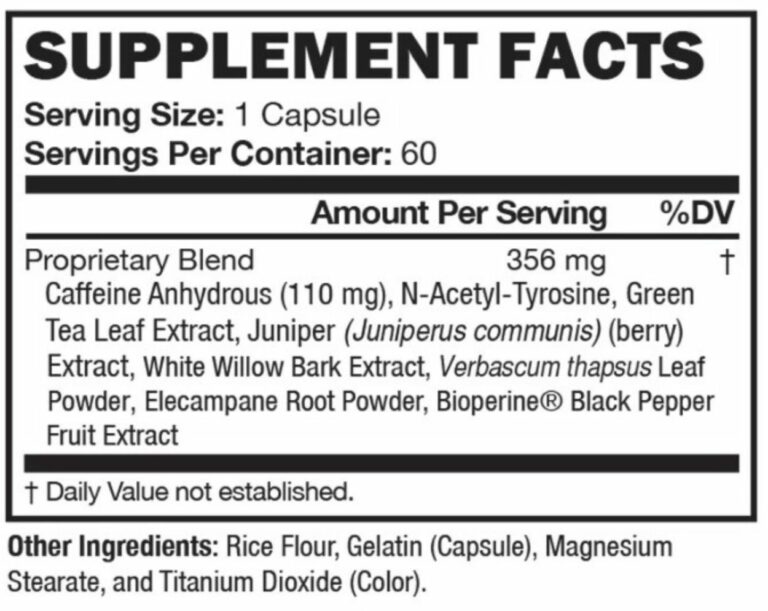 SUPPLEMENT FACTS
Serving Size: 1 Capsule
Servings Per Container: 60
Amount Per Serving %DV
Proprietary Blend 356 mg †
Caffeine Anhydrous (110 mg), N-Acetyl-Tyrosine, Green
Tea Leaf Extract, Juniper (Juniperus communis) (berry)
Extract, White Willow Bark Extract, Verbascum thapsus Leaf
Powder, Elecampane Root Powder, Bioperine® Black Pepper
Fruit Extract
† Daily Value not established.
Other Ingredients: Rice Flour, Gelatin (Capsule), Magnesium
Stearate, and Titanium Dioxide (Color).